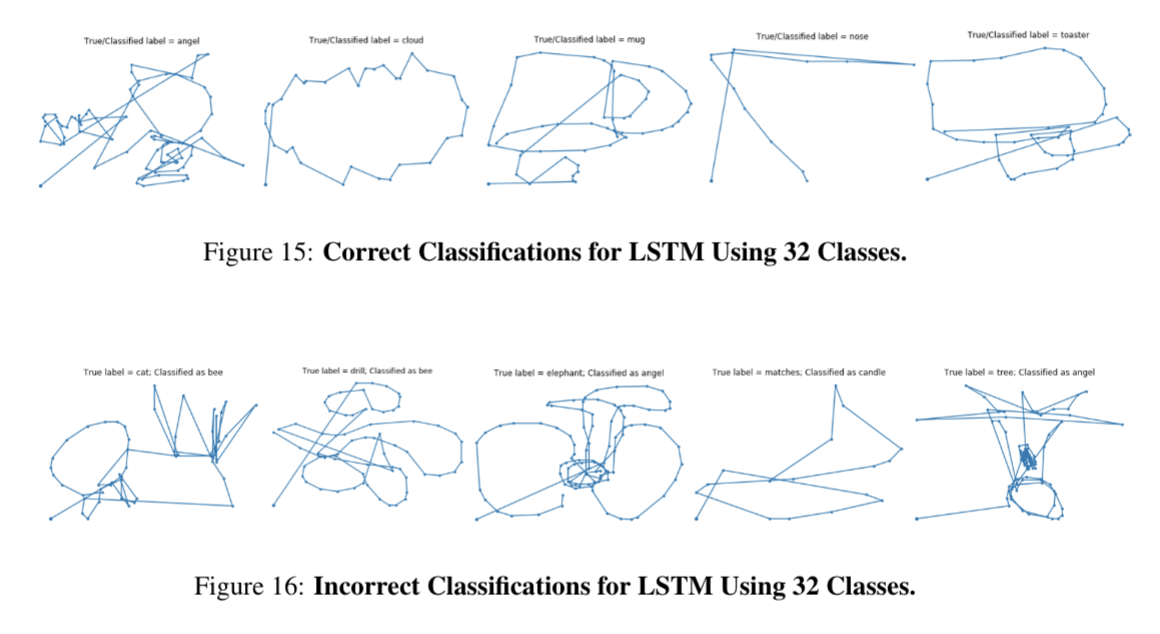 True/Classified label = angel
True/Classified label = cloud
True/Classified label = mug
True/Classified label = nose
True/Classified label = toaster
Figure 15: Correct Classifications for LSTM Using 32 Classes.
True label = cat; Classified as bee
True label = drill; Classified as bee
True label = elephant; Classified as angel
True label = matches; Classified as candle
True label = tree; Classified as angel
Figure 16: Incorrect Classifications for LSTM Using 32 Classes.